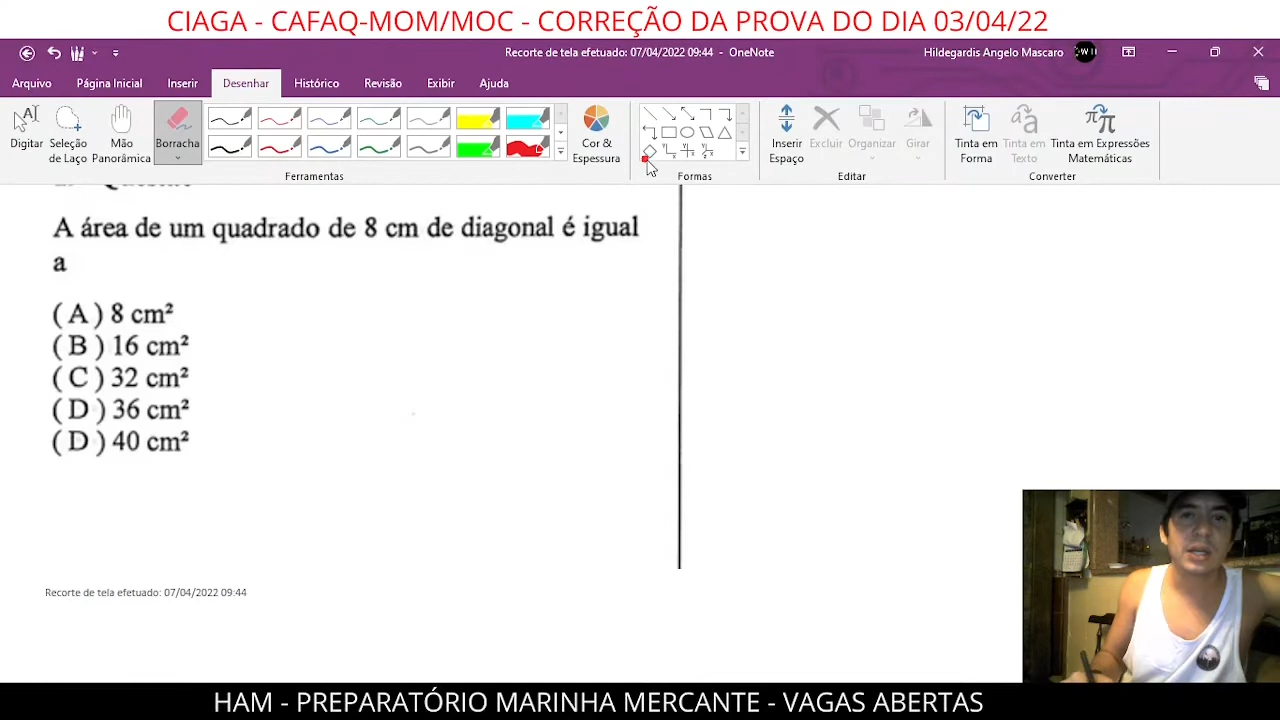 CIAGA - CAFAQ-MOM/MOC - CORREÇÃO DA PROVA DO DIA 03/04/22
Recorte de tela efetuado: 07/04/2022 09:44 - OneNote
Hildegardis Angelo Mascaro
Arquivo Página Inicial Inserir Desenhar Histórico Revisão Exibir Ajuda
Digitar
Seleção de Laço
Mão Panorâmica
Borracha
Cor & Espessura
Inserir Espaço
Excluir
Organizar
Girar
Tinta em Forma
Tinta em Texto
Tinta em Expressões Matemáticas
Ferramentas Formas Editar Converter
A área de um quadrado de 8 cm de diagonal é igual
a
( A ) 8 cm²
( B ) 16 cm²
( C ) 32 cm²
( D ) 36 cm²
( D ) 40 cm²
Recorte de tela efetuado: 07/04/2022 09:44
HAM - PREPARATÓRIO MARINHA MERCANTE - VAGAS ABERTAS